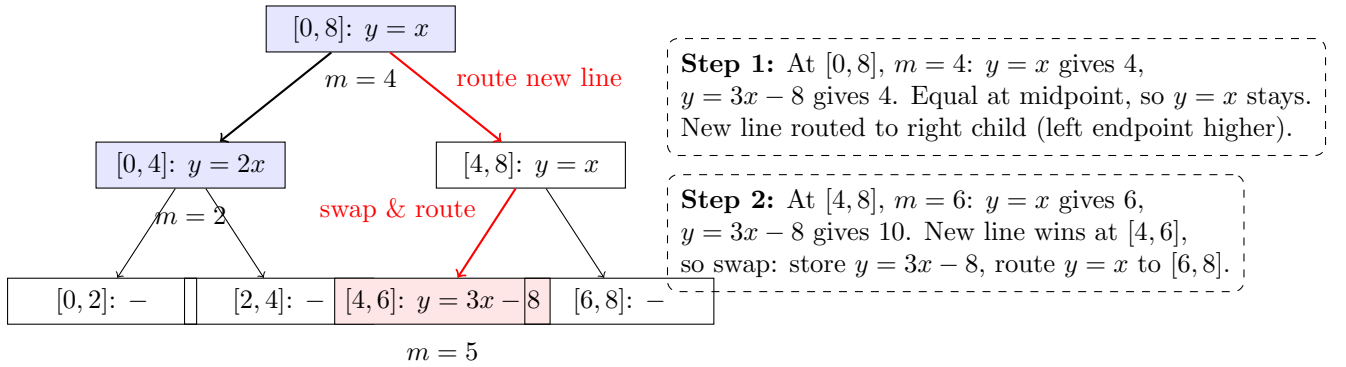 [0, 8]: y = x
m = 4
route new line
[0, 4]: y = 2x
[4, 8]: y = x
m = 2
swap & route
[0, 2]: −
[2, 4]: −
[4, 6]: y = 3x − 8
[6, 8]: −
m = 5
Step 1: At [0, 8], m = 4: y = x gives 4,
y = 3x − 8 gives 4. Equal at midpoint, so y = x stays.
New line routed to right child (left endpoint higher).
Step 2: At [4, 8], m = 6: y = x gives 6,
y = 3x − 8 gives 10. New line wins at [4, 6],
so swap: store y = 3x − 8, route y = x to [6, 8].